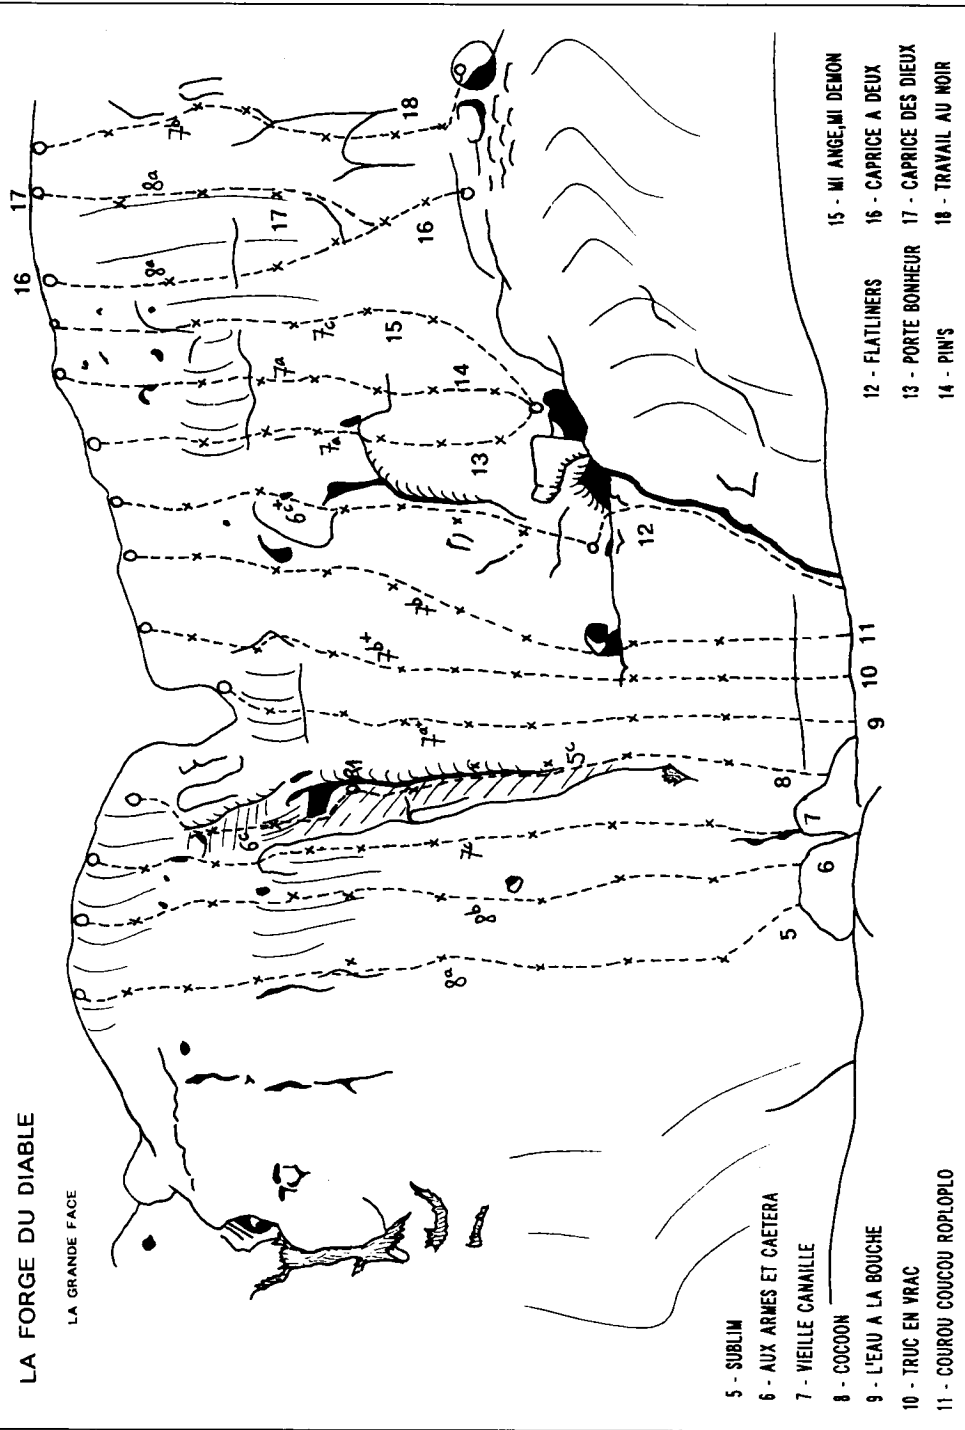 LA FORGE DU DIABLE
LA GRANDE FACE
16 17
8a 8a 7b
6c 6c+ 7a 7a 7c 17
R1 7b+ 15 18
7a+ 7b 16
8a 8b 7c 14
13
5c
12
5 6 7 8
9 10 11
5 - SUBLIM
6 - AUX ARMES ET CAETERA
7 - VIEILLE CANAILLE
8 - COCOON
9 - L'EAU A LA BOUCHE
10 - TRUC EN VRAC
11 - COUROU COUCOU ROPLOPLO
12 - FLATLINERS
13 - PORTE BONHEUR
14 - PIN'S
15 - MI ANGE,MI DEMON
16 - CAPRICE A DEUX
17 - CAPRICE DES DIEUX
18 - TRAVAIL AU NOIR